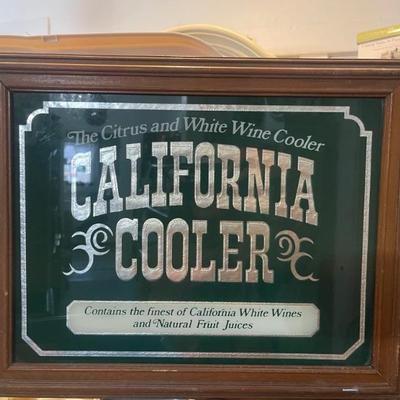 The Citrus and White Wine Cooler
CALIFORNIA
COOLER
Contains the finest of California White Wines
and Natural Fruit Juices